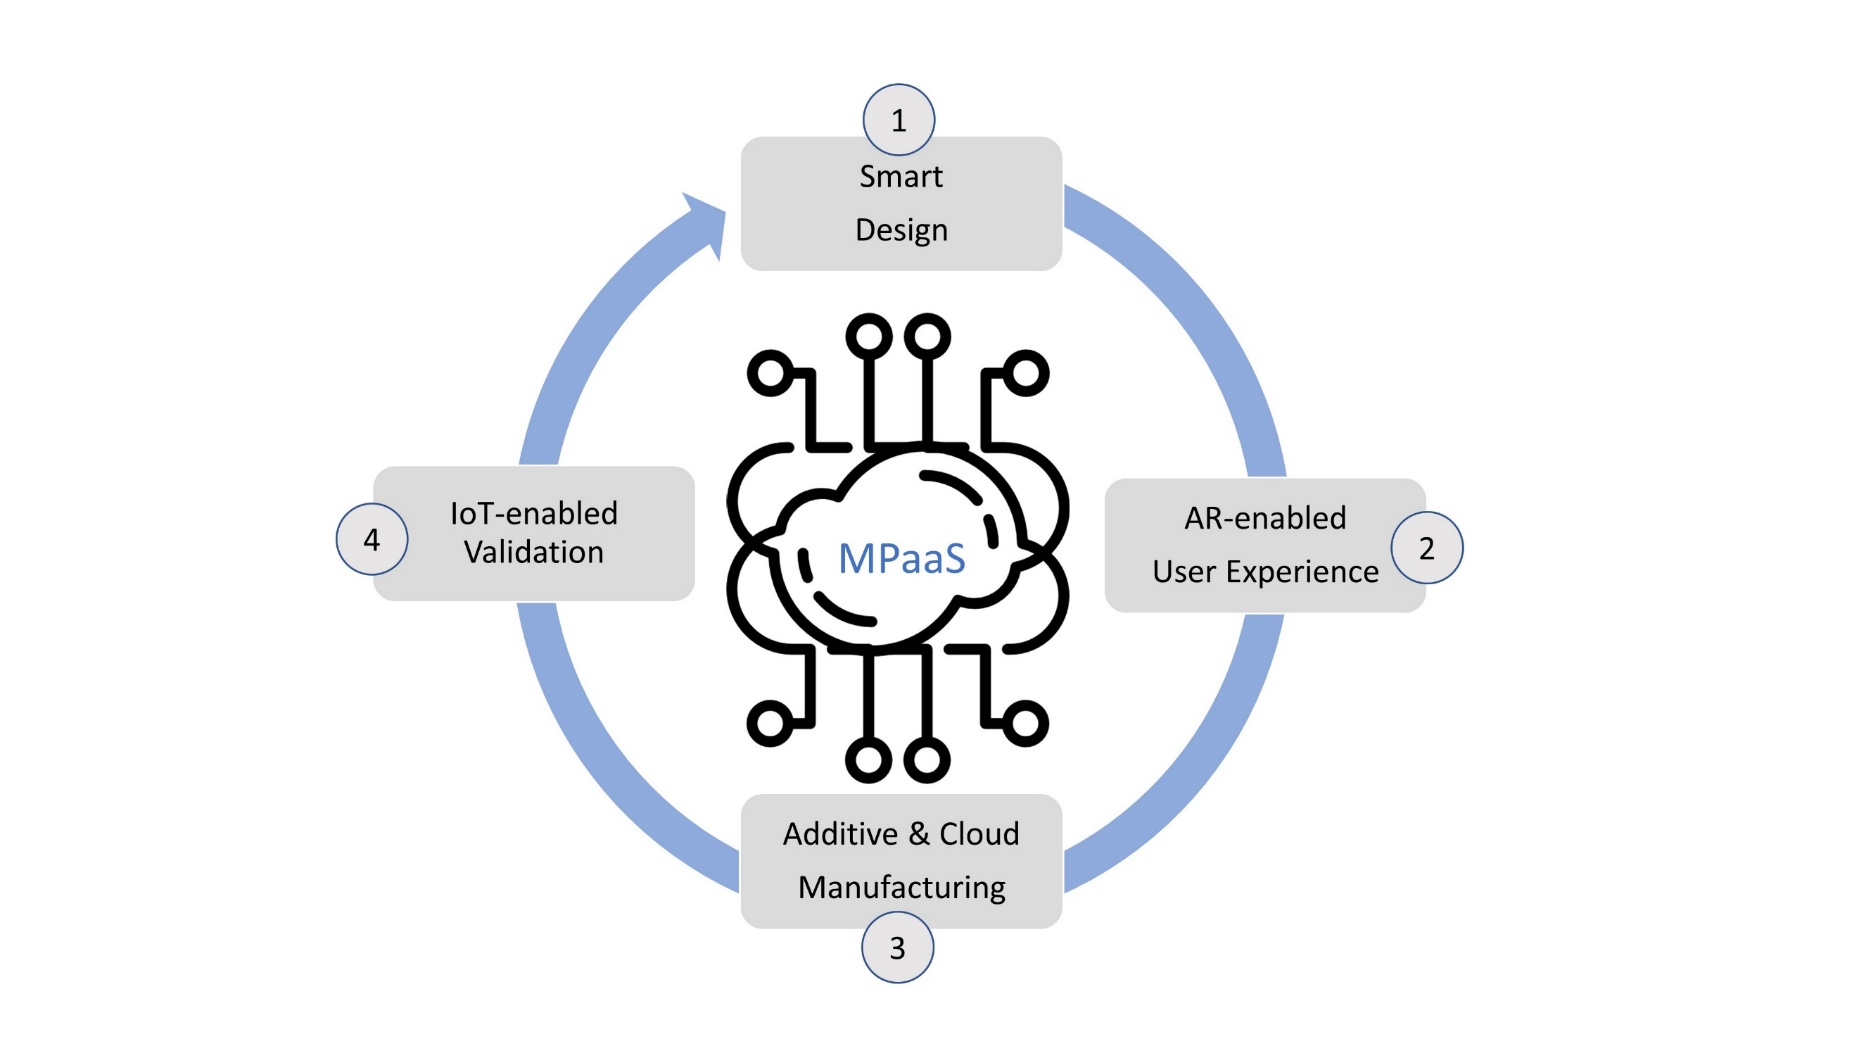 1
Smart
Design
AR-enabled
User Experience
2
Additive & Cloud
Manufacturing
3
IoT-enabled
Validation
4
MPaaS